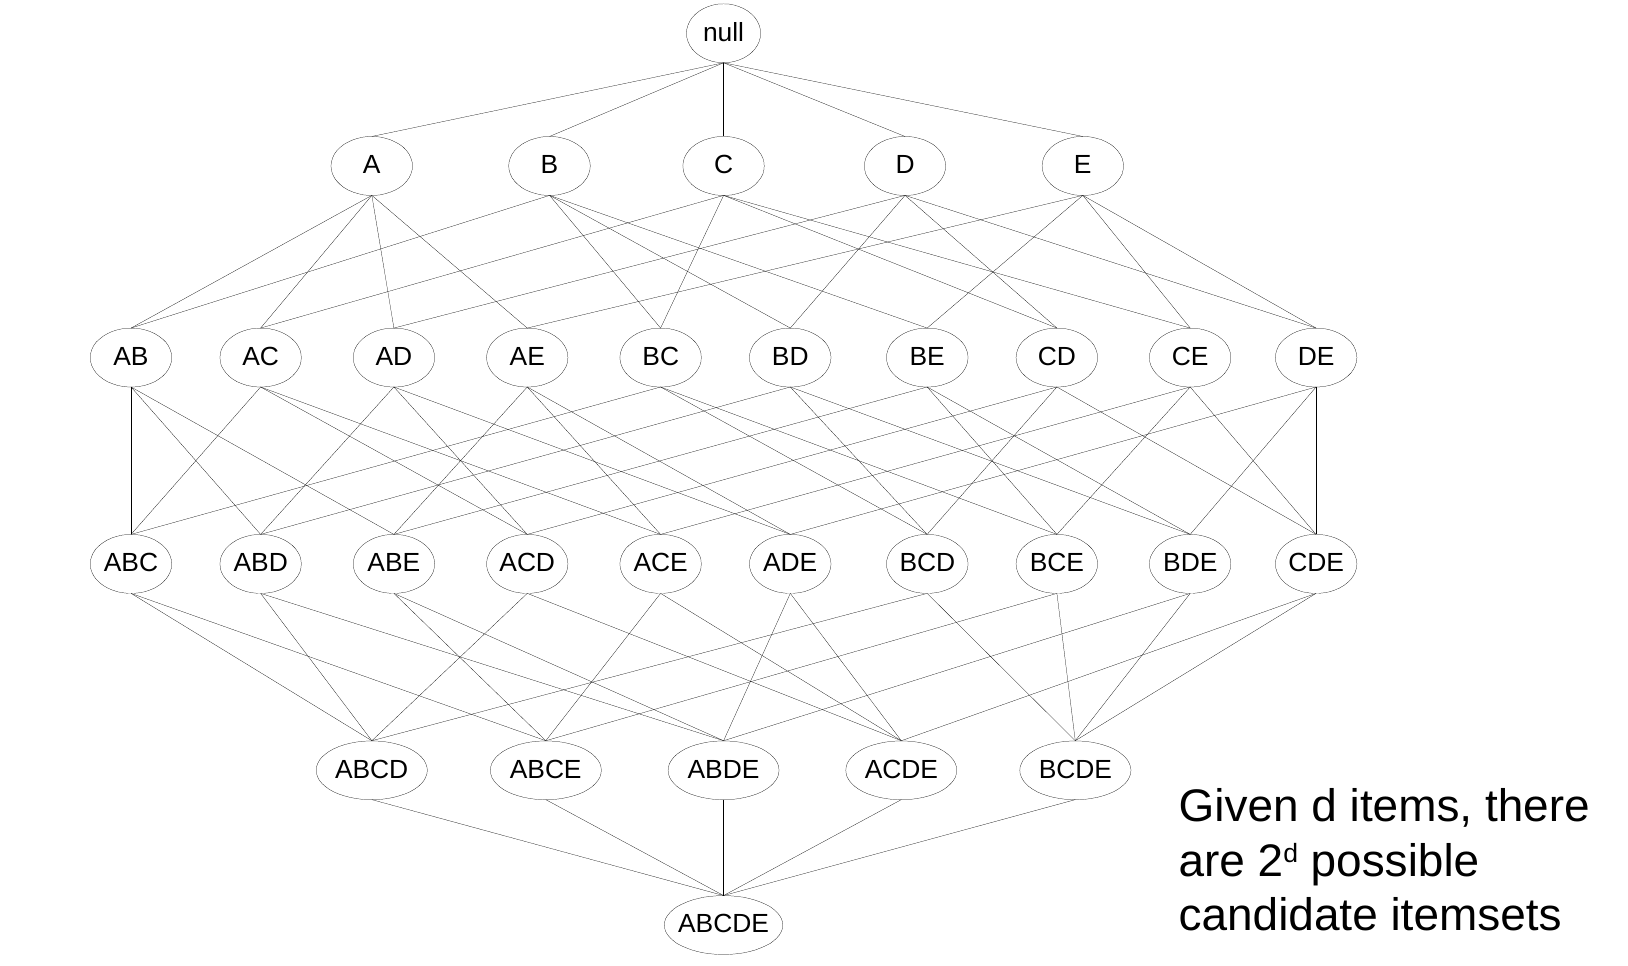 null
A B C D E
AB AC AD AE BC BD BE CD CE DE
ABC ABD ABE ACD ACE ADE BCD BCE BDE CDE
ABCD ABCE ABDE ACDE BCDE
Given d items, there
are 2ᵈ possible
candidate itemsets
ABCDE